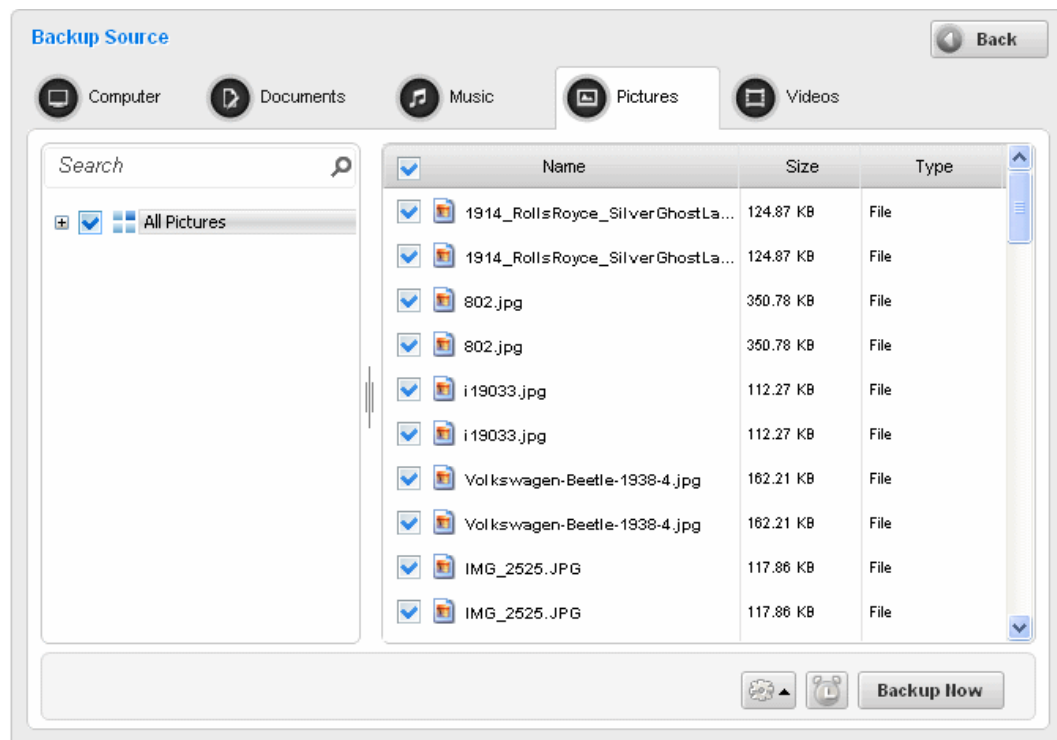 Backup Source
Back
Computer Documents Music Pictures Videos
Search
All Pictures
Name Size Type
1914_RollsRoyce_SilverGhostLa... 124.87 KB File
1914_RollsRoyce_SilverGhostLa... 124.87 KB File
802.jpg 350.78 KB File
802.jpg 350.78 KB File
i19033.jpg 112.27 KB File
i19033.jpg 112.27 KB File
Volkswagen-Beetle-1938-4.jpg 162.21 KB File
Volkswagen-Beetle-1938-4.jpg 162.21 KB File
IMG_2525.JPG 117.86 KB File
IMG_2525.JPG 117.86 KB File
Backup Now